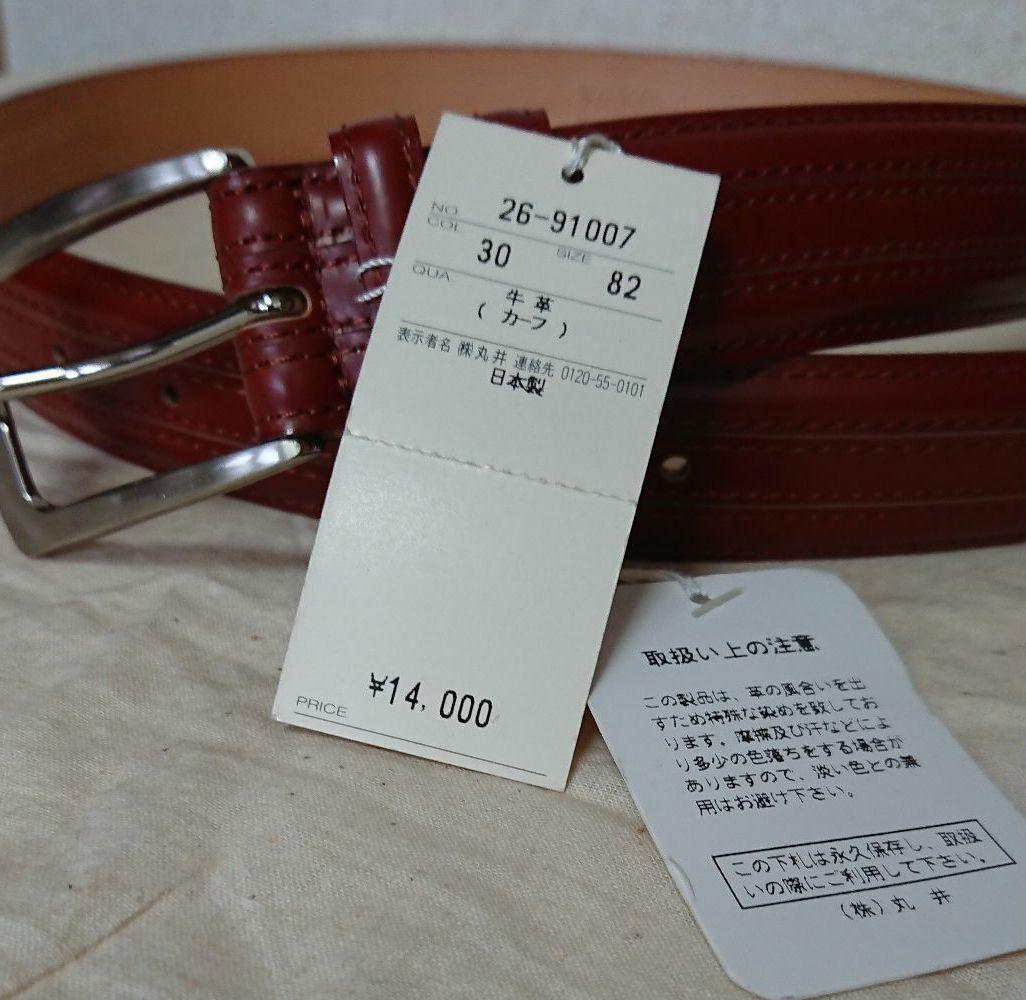 NO 26-91007
COL 30 SIZE 82
QUA 牛革
(カーフ)
表示者名 ㈱丸井 連絡先 0120-55-0101
日本製
¥14,000
PRICE
取扱い上の注意
この製品は、革の風合いを出
すため特殊な染めを致してお
ります。摩擦及び汗などによ
り多少の色落ちをする場合が
ありますので、淡い色との兼
用はお避け下さい。
この下札は永久保存し、取扱
いの際にご利用して下さい。
(株)丸井